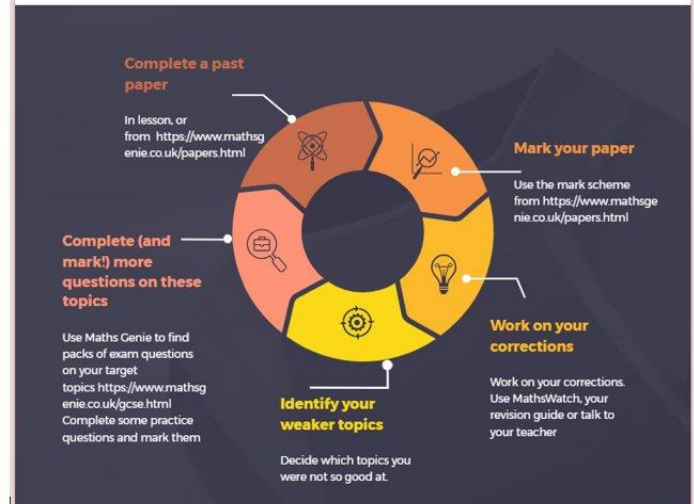 Complete a past
paper
In lesson, or
from https://www.mathsg
enie.co.uk/papers.html
Mark your paper
Use the mark scheme
from https://www.mathsge
nie.co.uk/papers.html
Work on your
corrections
Work on your corrections.
Use MathsWatch, your
revision guide or talk to
your teacher
Identify your
weaker topics
Decide which topics you
were not so good at.
Complete (and
mark!) more
questions on these
topics
Use Maths Genie to find
packs of exam questions
on your target
topics https://www.mathsg
enie.co.uk/gcse.html
Complete some practice
questions and mark them